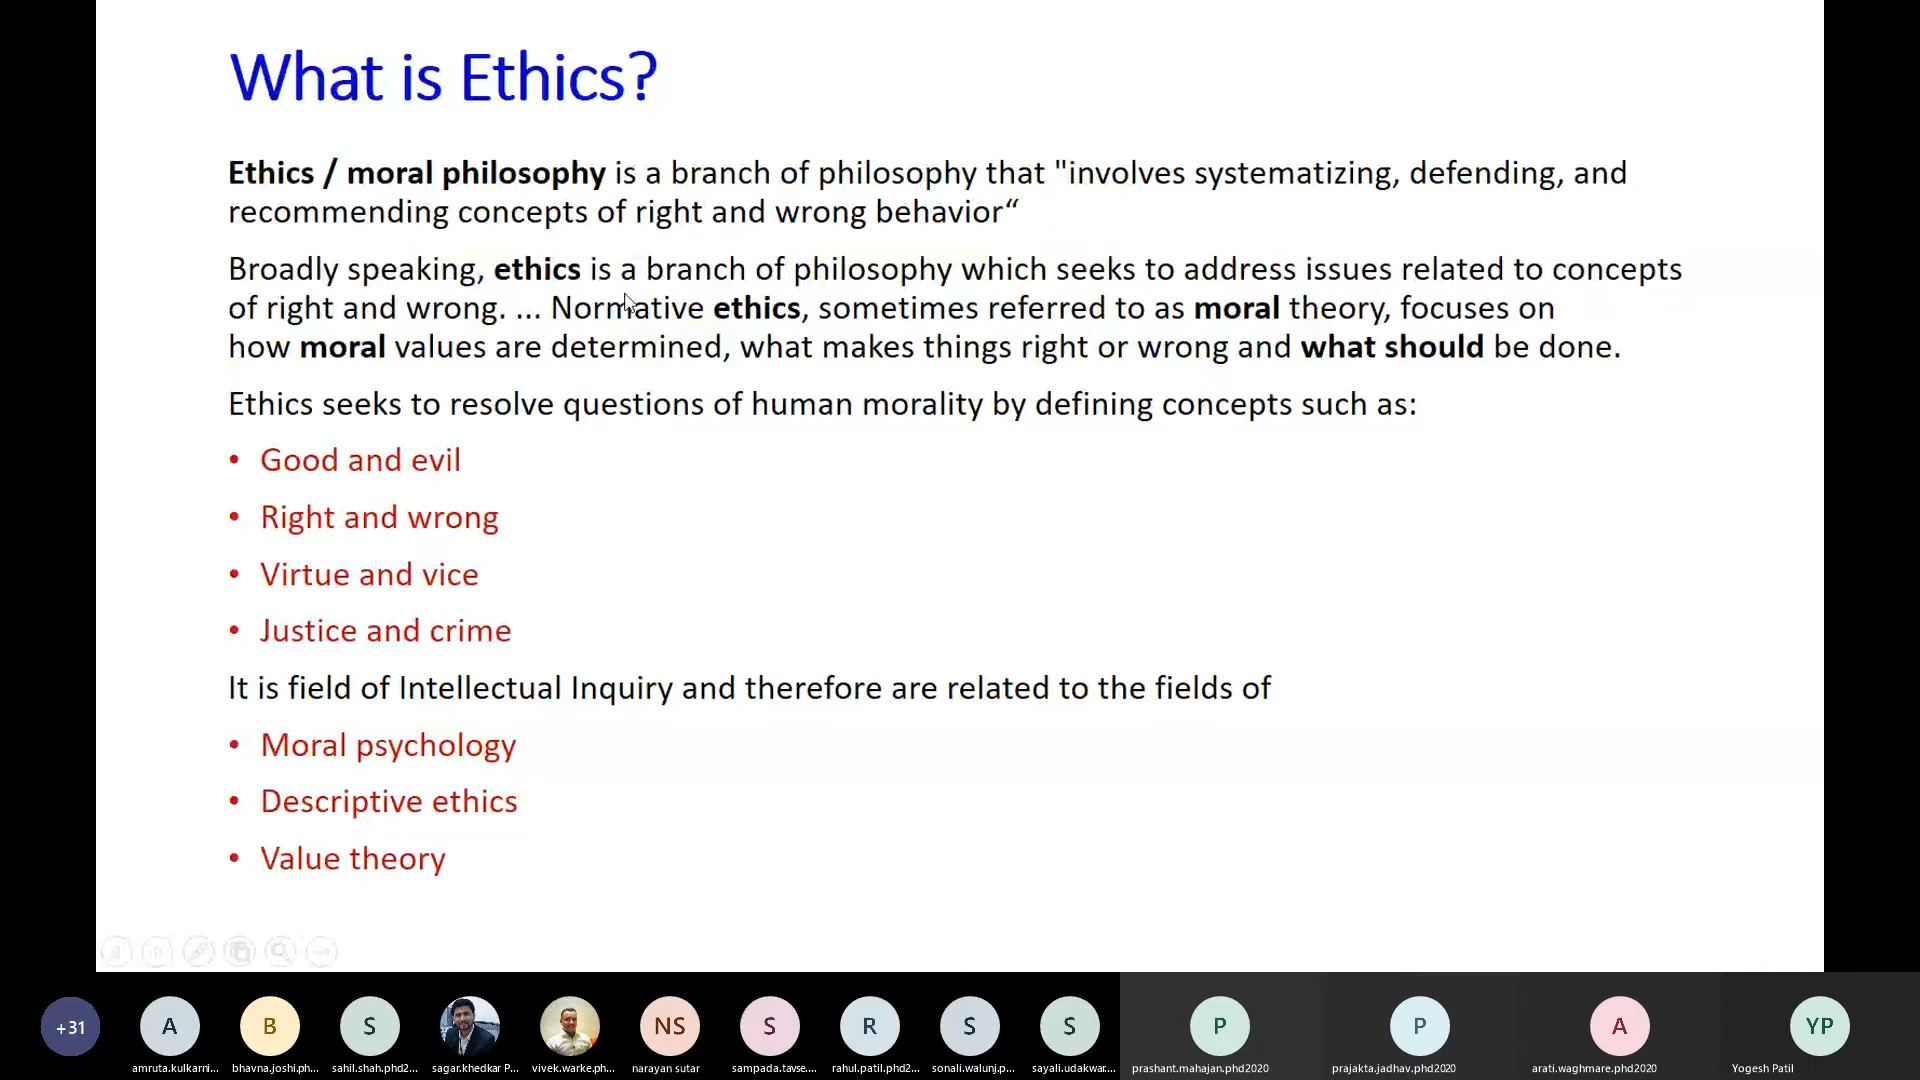 What is Ethics?
Ethics / moral philosophy is a branch of philosophy that "involves systematizing, defending, and
recommending concepts of right and wrong behavior“
Broadly speaking, ethics is a branch of philosophy which seeks to address issues related to concepts
of right and wrong. ... Normative ethics, sometimes referred to as moral theory, focuses on
how moral values are determined, what makes things right or wrong and what should be done.
Ethics seeks to resolve questions of human morality by defining concepts such as:
• Good and evil
• Right and wrong
• Virtue and vice
• Justice and crime
It is field of Intellectual Inquiry and therefore are related to the fields of
• Moral psychology
• Descriptive ethics
• Value theory
+31 A B S NS S R S S P P A YP
amruta.kulkarni... bhavna.joshi.ph... sahil.shah.phd2... sagar.khedkar P... vivek.warke.ph... narayan sutar sampada.tavse.... rahul.patil.phd2... sonali.walunj.p... sayali.udakwar.... prashant.mahajan.phd2020 prajakta.jadhav.phd2020 arati.waghmare.phd2020 Yogesh Patil